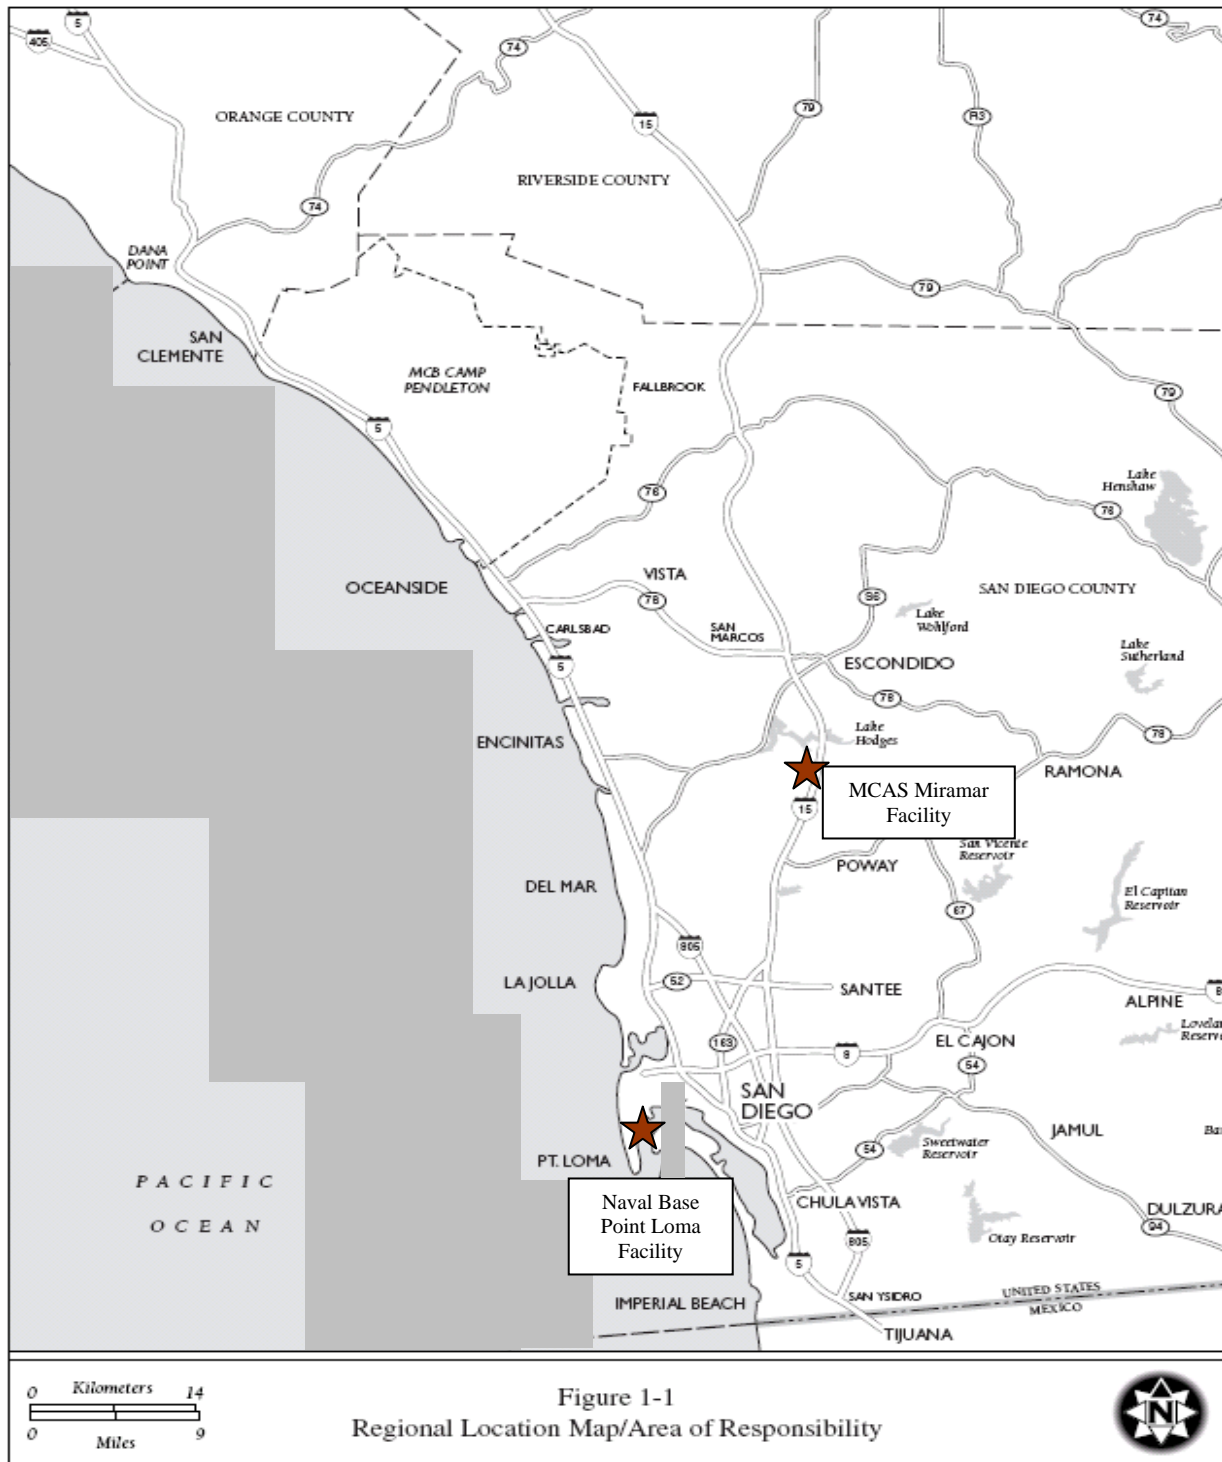 5
405
74
74
ORANGE COUNTY
15
79
R3
RIVERSIDE COUNTY
74
DANA
POINT
79
SAN
CLEMENTE
MCB CAMP
PENDLETON
FALLBROOK
79
5
Lake
Henshaw
76
76
OCEANSIDE
VISTA
78
SAN DIEGO COUNTY
S6
Lake
Wohlford
CARLSBAD
SAN
MARCOS
5
ESCONDIDO
Lake
Sutherland
78
Lake
Hodges
78
ENCINITAS
RAMONA
MCAS Miramar
Facility
15
San Vicente
Reservoir
POWAY
DEL MAR
El Capitan
Reservoir
67
805
LA JOLLA
52
SANTEE
8
ALPINE
163
8
EL CAJON
54
SAN
DIEGO
JAMUL
Sweetwater
Reservoir
54
PT. LOMA
PACIFIC
OCEAN
Naval Base
Point Loma
Facility
CHULA VISTA
DULZURA
94
Otay Reservoir
805
5
IMPERIAL BEACH
SAN YSIDRO
UNITED STATES
MEXICO
TIJUANA
0 Kilometers 14
0 Miles 9
Figure 1-1
Regional Location Map/Area of Responsibility
N